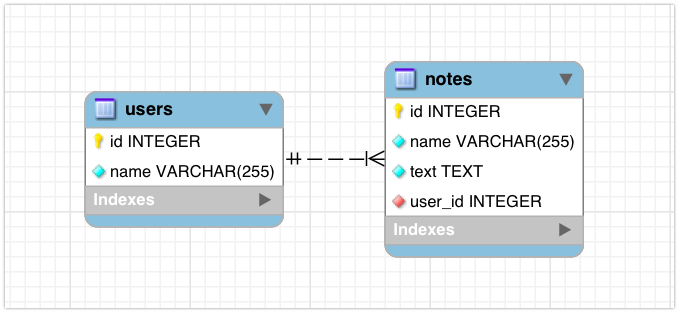 users
id INTEGER
name VARCHAR(255)
Indexes
notes
id INTEGER
name VARCHAR(255)
text TEXT
user_id INTEGER
Indexes